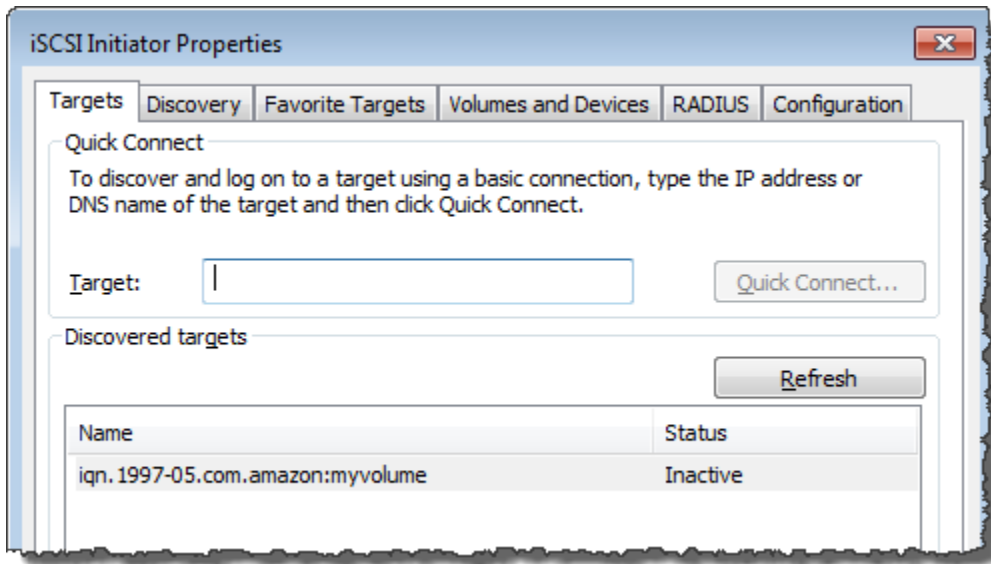 iSCSI Initiator Properties
Targets Discovery Favorite Targets Volumes and Devices RADIUS Configuration
Quick Connect
To discover and log on to a target using a basic connection, type the IP address or
DNS name of the target and then click Quick Connect.
Target: Quick Connect...
Discovered targets
Refresh
Name Status
iqn.1997-05.com.amazon:myvolume Inactive